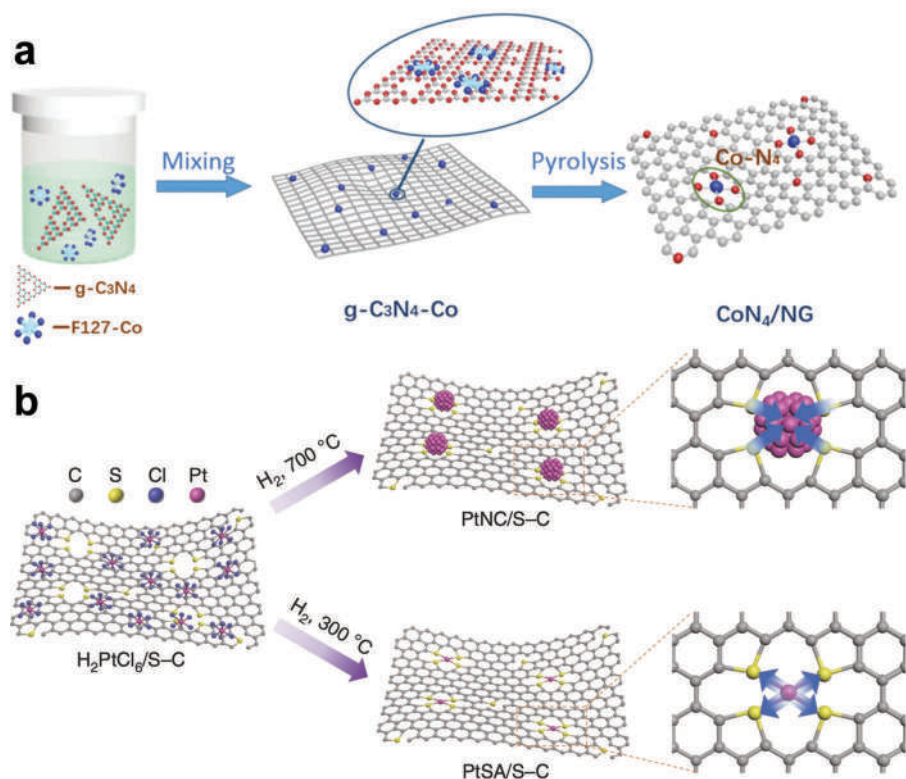 a
Mixing
Pyrolysis
Co-N₄
g-C₃N₄
F127-Co
g-C₃N₄-Co
CoN₄/NG
b
C S Cl Pt
H₂, 700 °C
PtNC/S–C
H₂PtCl₆/S–C
H₂, 300 °C
PtSA/S–C